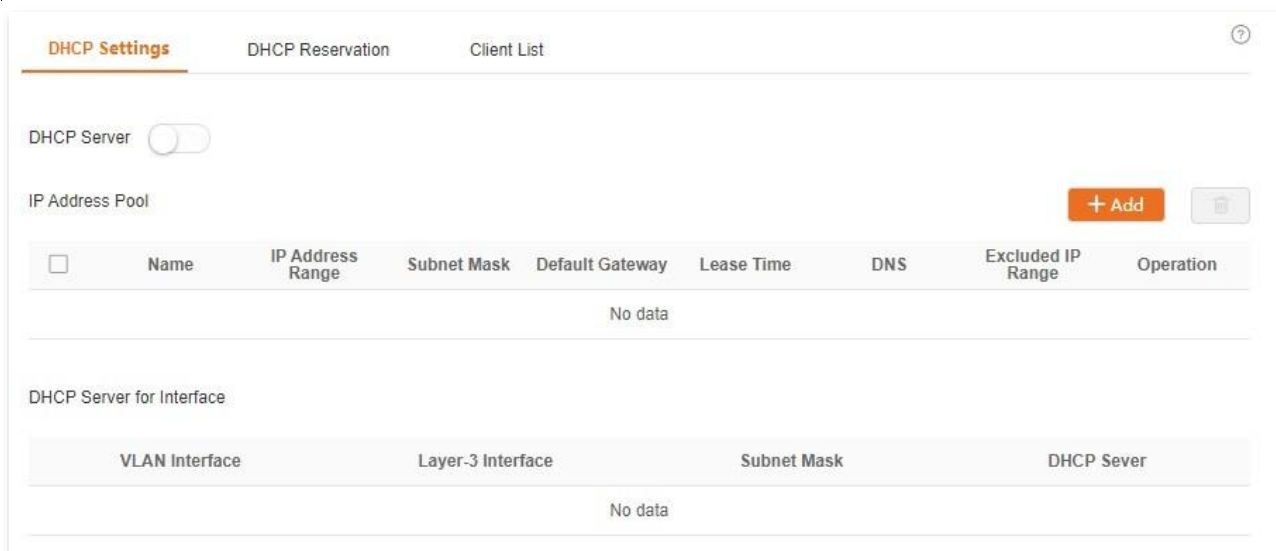 DHCP Settings DHCP Reservation Client List
DHCP Server
IP Address Pool
+ Add
Name IP Address Range Subnet Mask Default Gateway Lease Time DNS Excluded IP Range Operation
No data
DHCP Server for Interface
VLAN Interface Layer-3 Interface Subnet Mask DHCP Sever
No data